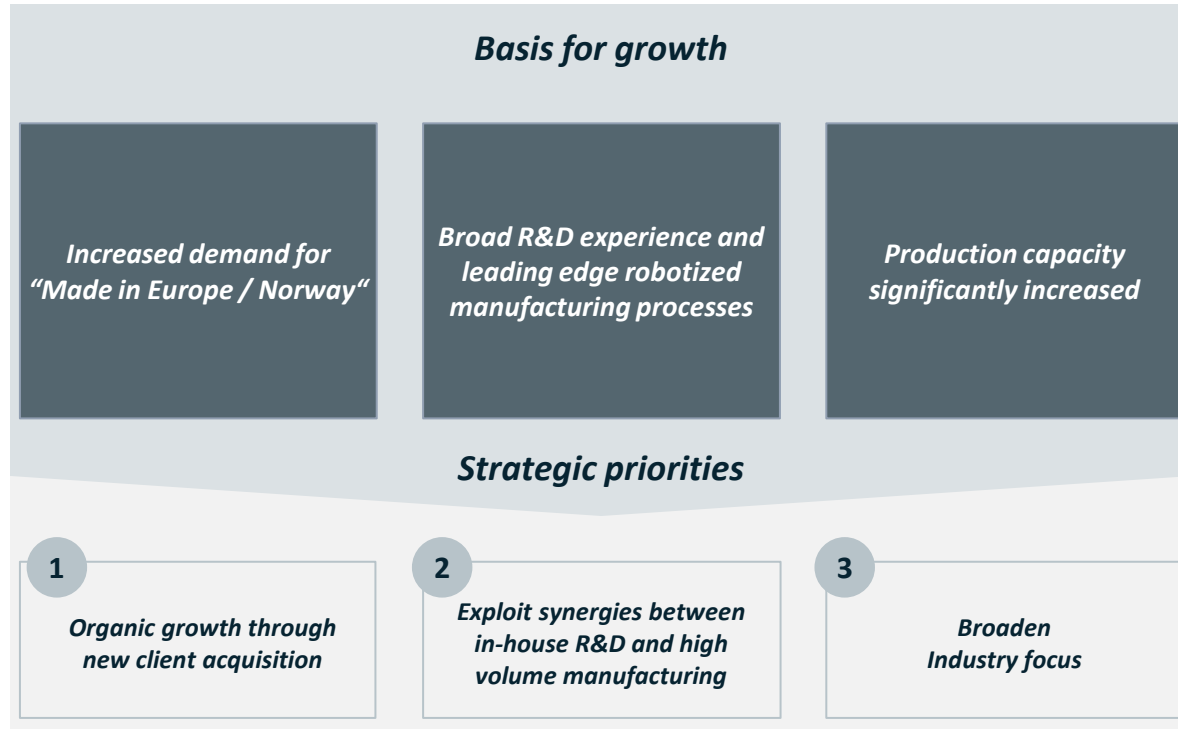 Basis for growth
Increased demand for
“Made in Europe / Norway“
Broad R&D experience and
leading edge robotized
manufacturing processes
Production capacity
significantly increased
Strategic priorities
1
Organic growth through
new client acquisition
2
Exploit synergies between
in-house R&D and high
volume manufacturing
3
Broaden
Industry focus